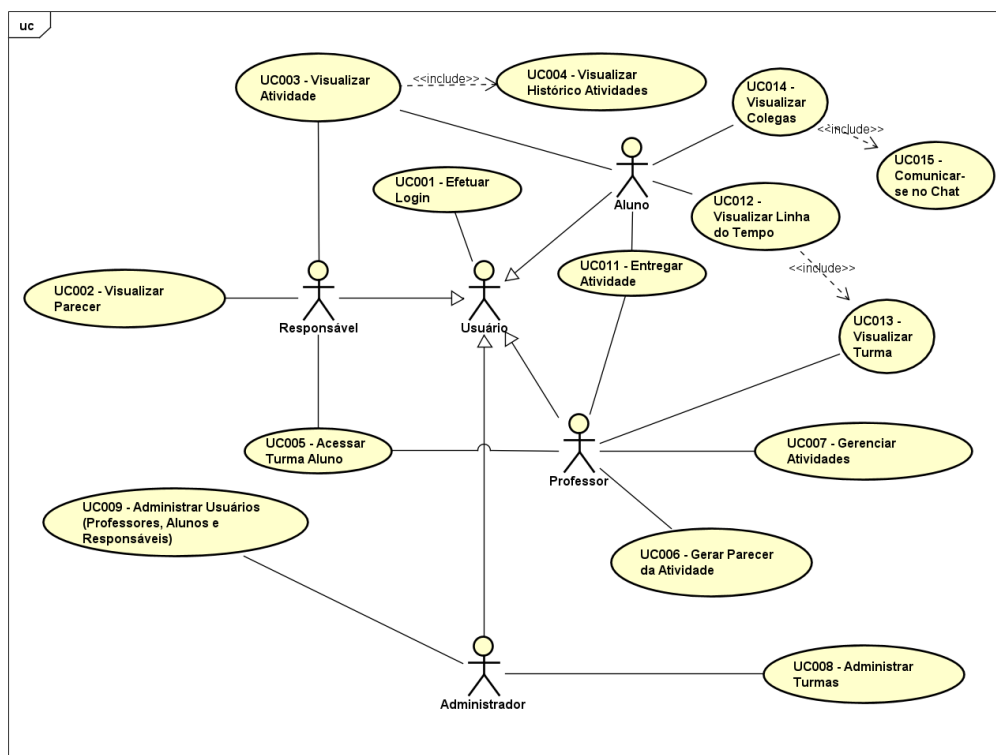 uc
UC003 - Visualizar
Atividade
<<include>>
UC004 - Visualizar
Histórico Atividades
UC014 -
Visualizar
Colegas
<<include>>
UC015 -
Comunicar-
se no Chat
UC001 - Efetuar
Login
Aluno
UC012 -
Visualizar Linha
do Tempo
<<include>>
UC011 - Entregar
Atividade
UC002 - Visualizar
Parecer
Responsável
Usuário
UC013 -
Visualizar
Turma
UC005 - Acessar
Turma Aluno
Professor
UC007 - Gerenciar
Atividades
UC009 - Administrar Usuários
(Professores, Alunos e
Responsáveis)
UC006 - Gerar Parecer
da Atividade
Administrador
UC008 - Administrar
Turmas